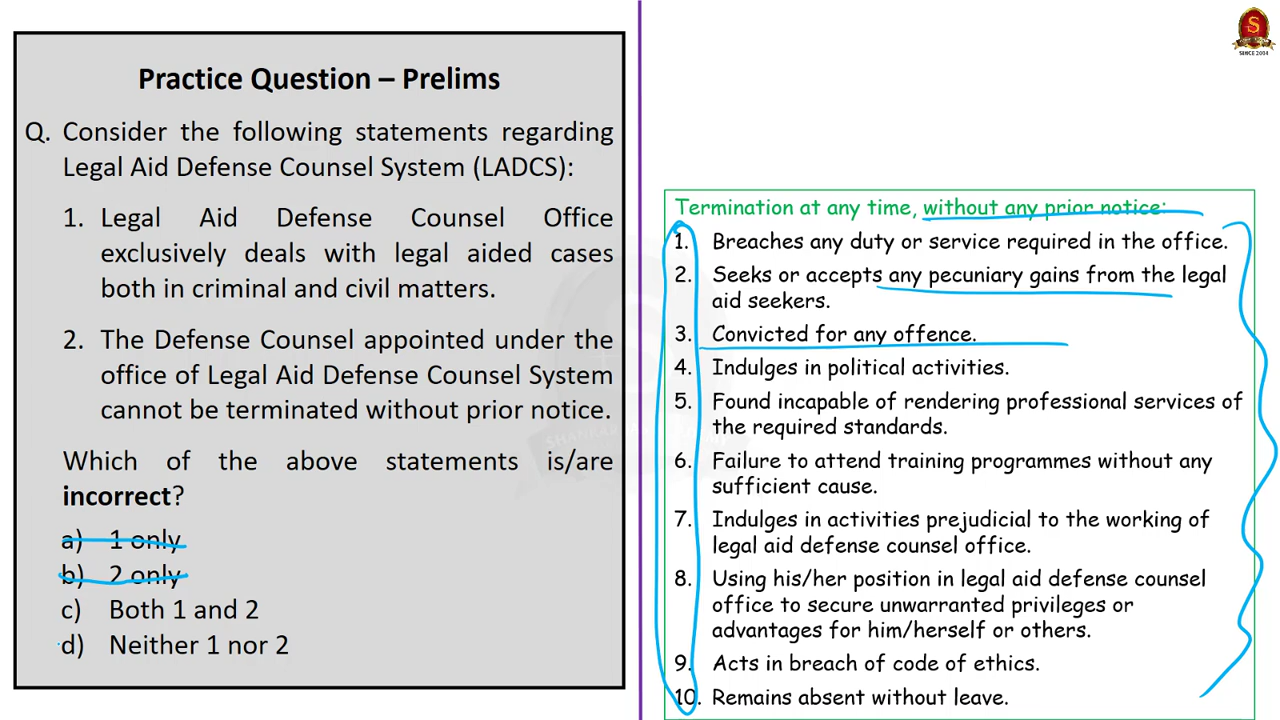 Practice Question – Prelims
Q. Consider the following statements regarding
Legal Aid Defense Counsel System (LADCS):
1. Legal Aid Defense Counsel Office
exclusively deals with legal aided cases
both in criminal and civil matters.
2. The Defense Counsel appointed under the
office of Legal Aid Defense Counsel System
cannot be terminated without prior notice.
Which of the above statements is/are
incorrect?
a) 1 only
b) 2 only
c) Both 1 and 2
d) Neither 1 nor 2
S
SINCE 2004
Termination at any time, without any prior notice:
1. Breaches any duty or service required in the office.
2. Seeks or accepts any pecuniary gains from the legal
aid seekers.
3. Convicted for any offence.
4. Indulges in political activities.
5. Found incapable of rendering professional services of
the required standards.
6. Failure to attend training programmes without any
sufficient cause.
7. Indulges in activities prejudicial to the working of
legal aid defense counsel office.
8. Using his/her position in legal aid defense counsel
office to secure unwarranted privileges or
advantages for him/herself or others.
9. Acts in breach of code of ethics.
10. Remains absent without leave.